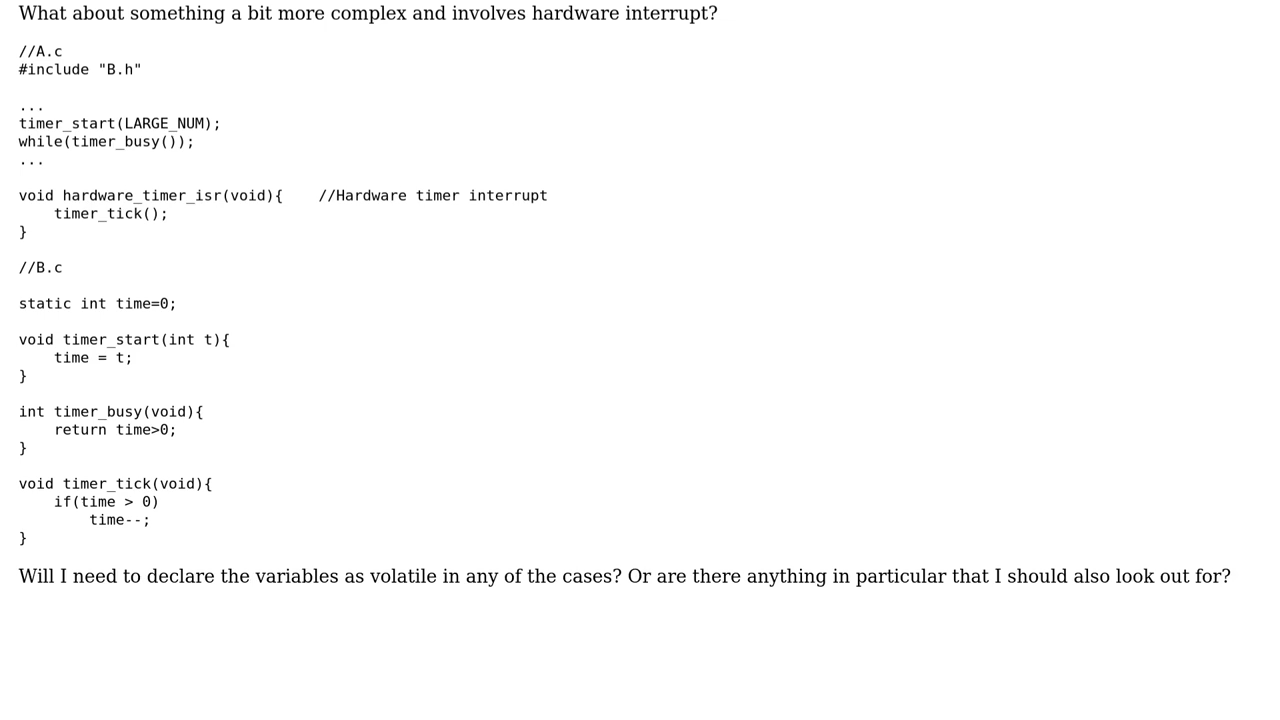 What about something a bit more complex and involves hardware interrupt?
//A.c
#include "B.h"
...
timer_start(LARGE_NUM);
while(timer_busy());
...
void hardware_timer_isr(void){    //Hardware timer interrupt
    timer_tick();
}
//B.c
static int time=0;
void timer_start(int t){
    time = t;
}
int timer_busy(void){
    return time>0;
}
void timer_tick(void){
    if(time > 0)
        time--;
}
Will I need to declare the variables as volatile in any of the cases? Or are there anything in particular that I should also look out for?